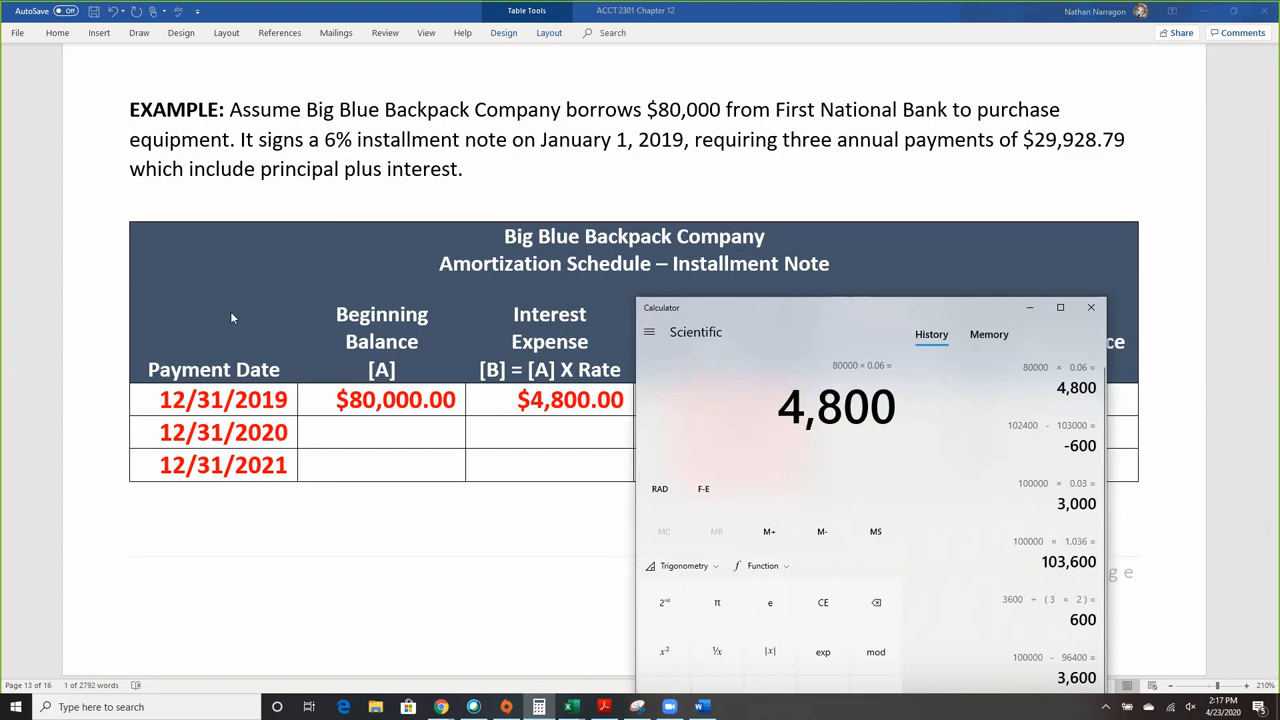 AutoSave Off
Table Tools
ACCT 2301 Chapter 12
Nathan Narragon
File Home Insert Draw Design Layout References Mailings Review View Help Design Layout Search Share Comments
EXAMPLE: Assume Big Blue Backpack Company borrows $80,000 from First National Bank to purchase
equipment. It signs a 6% installment note on January 1, 2019, requiring three annual payments of $29,928.79
which include principal plus interest.
Big Blue Backpack Company
Amortization Schedule – Installment Note
Payment Date
Beginning
Balance
[A]
Interest
Expense
[B] = [A] X Rate
ce
12/31/2019 $80,000.00 $4,800.00
12/31/2020
12/31/2021
Calculator
Scientific
80000 × 0.06 =
4,800
RAD F-E
MC MR M+ M- MS
Trigonometry Function
2nd π e CE
x² ¹/x |x| exp mod
History Memory
80000 × 0.06 =
4,800
102400 - 103000 =
-600
100000 × 0.03 =
3,000
100000 × 1.036 =
103,600
3600 ÷ ( 3 × 2 ) =
600
100000 - 96400 =
3,600
g e
Page 13 of 16 1 of 2792 words
210%
Type here to search
2:17 PM
4/23/2020